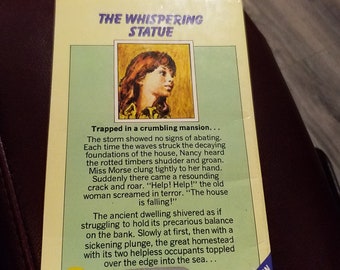 THE WHISPERING
STATUE
Trapped in a crumbling mansion...
The storm showed no signs of abating.
Each time the waves struck the decaying
foundations of the house, Nancy heard
the rotted timbers shudder and groan.
Miss Morse clung tightly to her hand.
Suddenly there came a resounding
crack and roar. "Help! Help!" the old
woman screamed in terror. "The house
is falling!"
The ancient dwelling shivered as if
struggling to hold its precarious balance
on the bank. Slowly at first, then with a
sickening plunge, the great homestead
with its two helpless occupants toppled
over the edge into the sea...